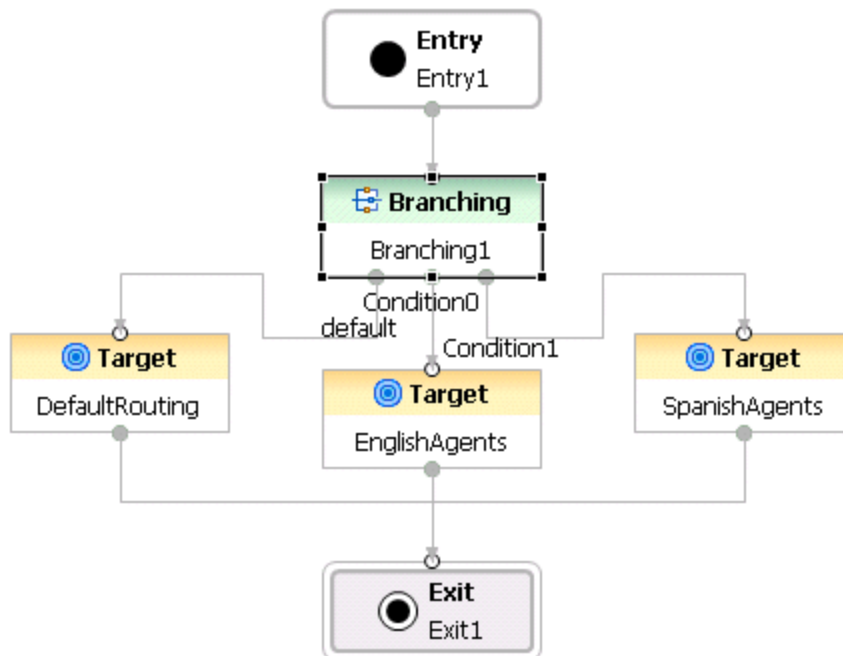 Entry
Entry1
Branching
Branching1
Condition0
default
Condition1
Target
DefaultRouting
Target
EnglishAgents
Target
SpanishAgents
Exit
Exit1